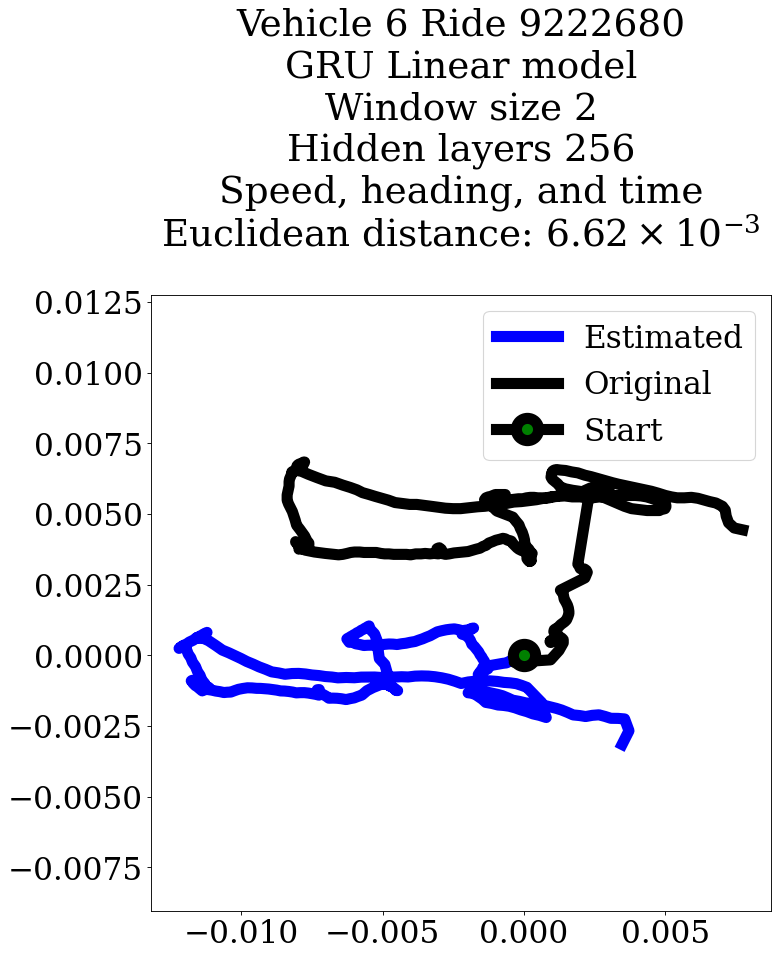 Vehicle 6 Ride 9222680
GRU Linear model
Window size 2
Hidden layers 256
Speed, heading, and time
Euclidean distance: 6.62 × 10⁻³
0.0125
0.0100
0.0075
0.0050
0.0025
0.0000
−0.0025
−0.0050
−0.0075
Estimated
Original
Start
−0.010 −0.005 0.000 0.005